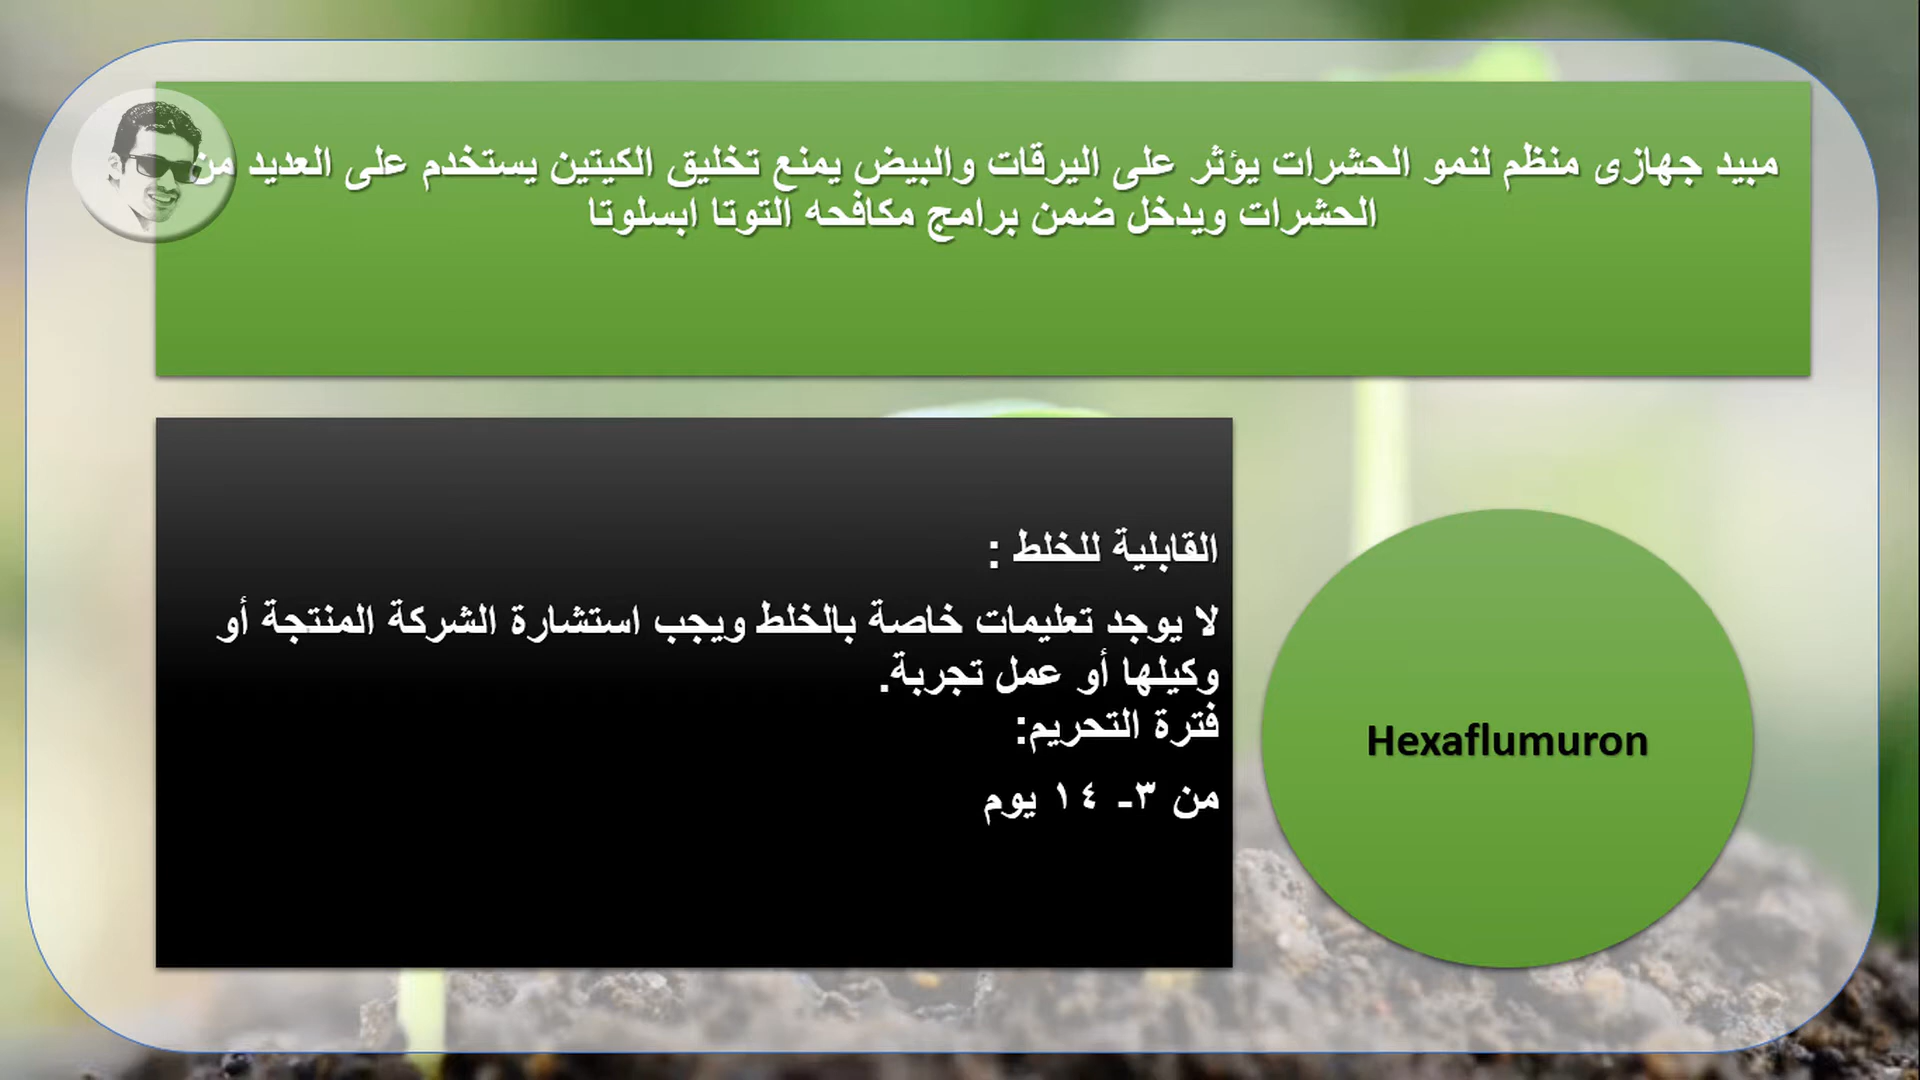 مبيد جهازى منظم لنمو الحشرات يؤثر على اليرقات والبيض يمنع تخليق الكيتين يستخدم على العديد من
الحشرات ويدخل ضمن برامج مكافحه التوتا ابسلوتا
القابلية للخلط :
لا يوجد تعليمات خاصة بالخلط ويجب استشارة الشركة المنتجة أو
وكيلها أو عمل تجربة.
فترة التحريم:
من ٣- ١٤ يوم
Hexaflumuron